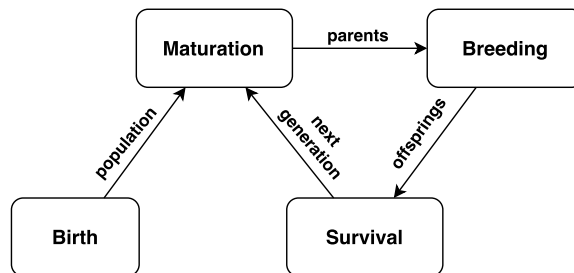 Maturation
parents
Breeding
population
next
generation
offsprings
Birth
Survival